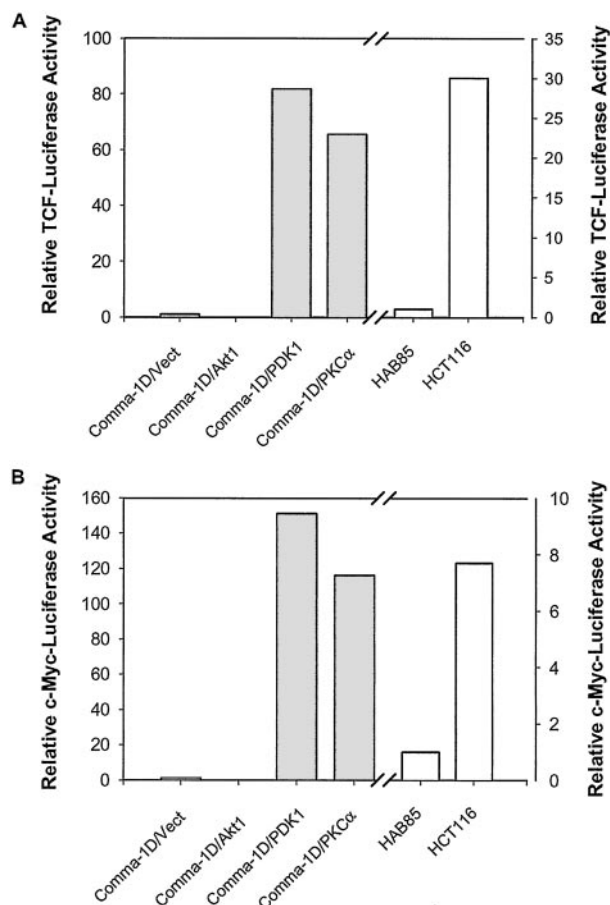 A
Relative TCF-Luciferase Activity
100
80
60
40
20
0
35
30
25
20
15
10
5
0
Relative TCF-Luciferase Activity
Comma-1D/Vect
Comma-1D/Akt1
Comma-1D/PDK1
Comma-1D/PKCα
HAB85
HCT116
B
Relative c-Myc-Luciferase Activity
160
140
120
100
80
60
40
20
0
10
8
6
4
2
0
Relative c-Myc-Luciferase Activity
Comma-1D/Vect
Comma-1D/Akt1
Comma-1D/PDK1
Comma-1D/PKCα
HAB85
HCT116